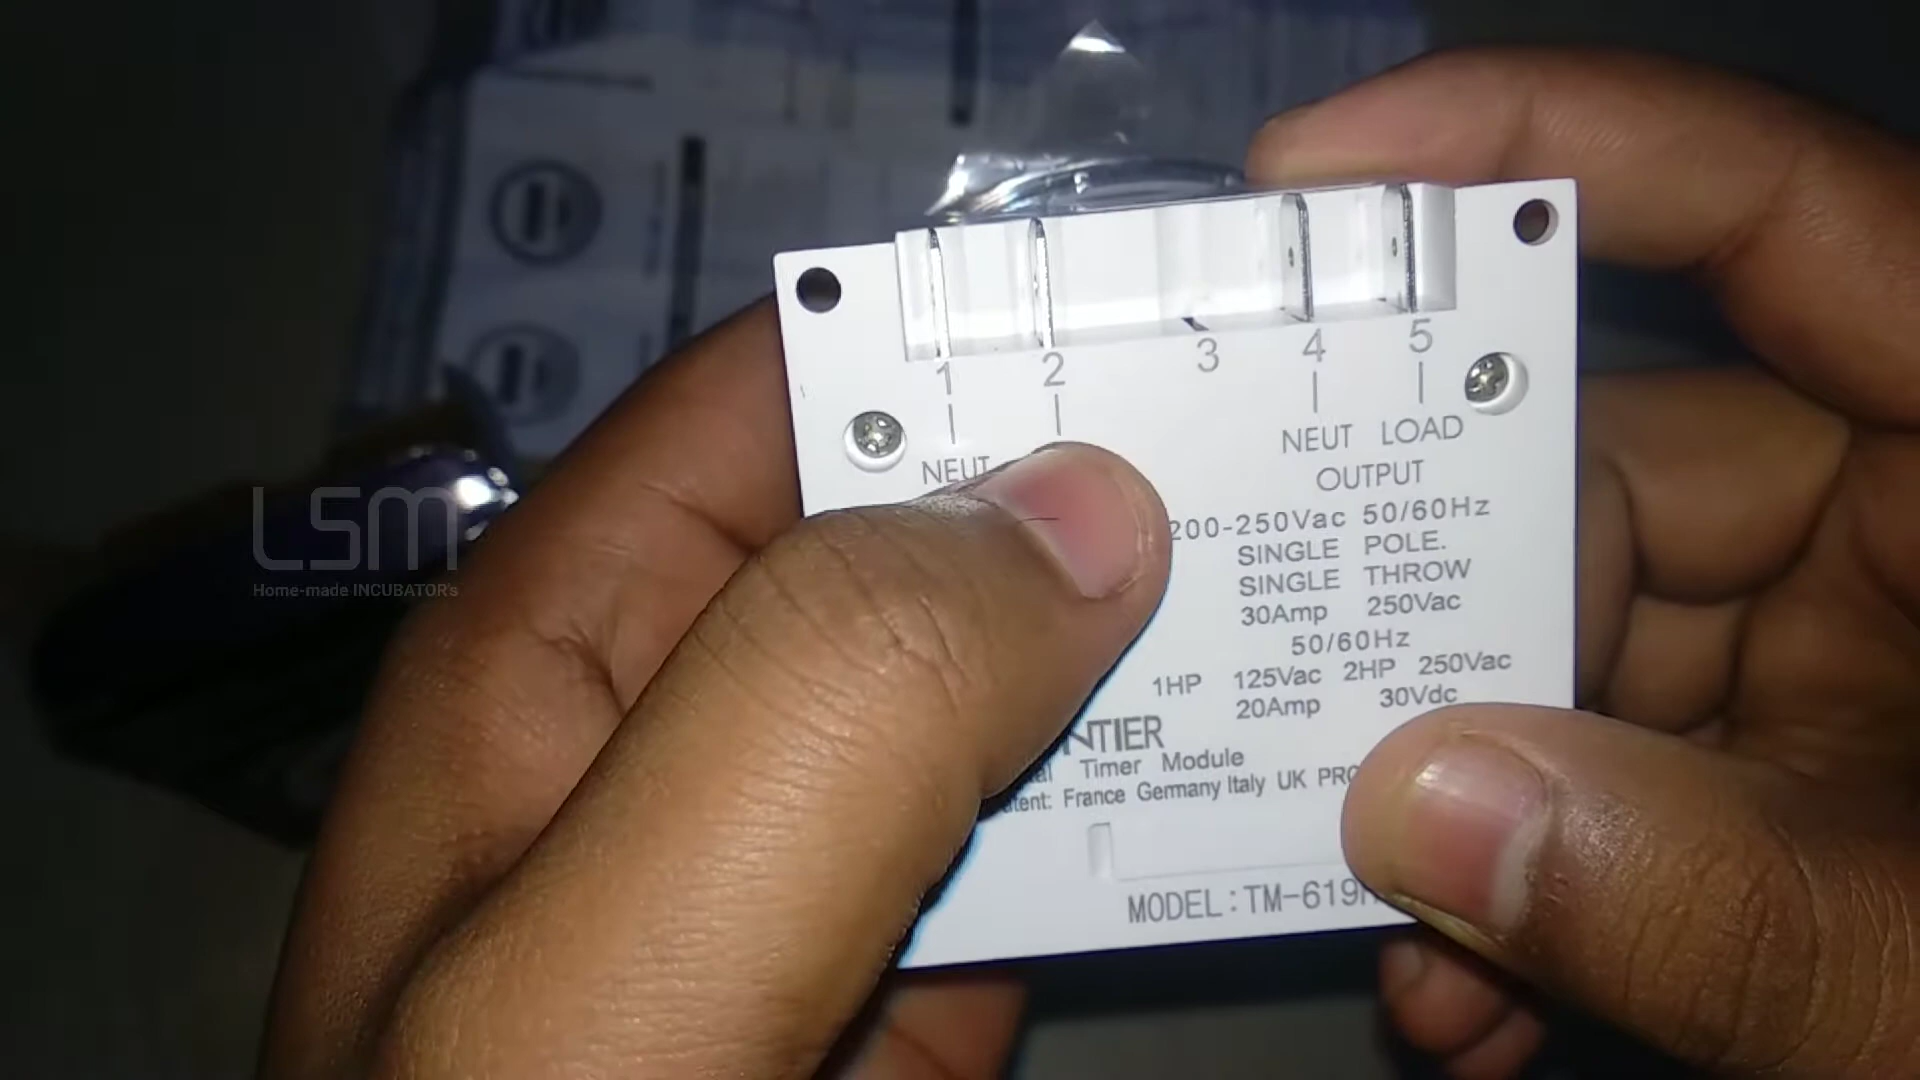 1 2 3 4 5
NEUT NEUT LOAD
OUTPUT
200-250Vac 50/60Hz
SINGLE POLE.
SINGLE THROW
30Amp 250Vac
50/60Hz
1HP 125Vac 2HP 250Vac
20Amp 30Vdc
Timer Module
France Germany Italy UK
MODEL:TM-619
LSM
Home-made INCUBATOR's